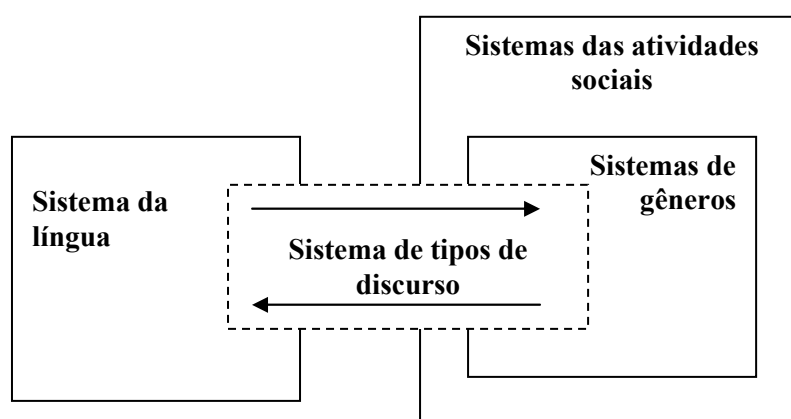 Sistemas das atividades
sociais
Sistemas de
gêneros
Sistema da
língua
Sistema de tipos de
discurso